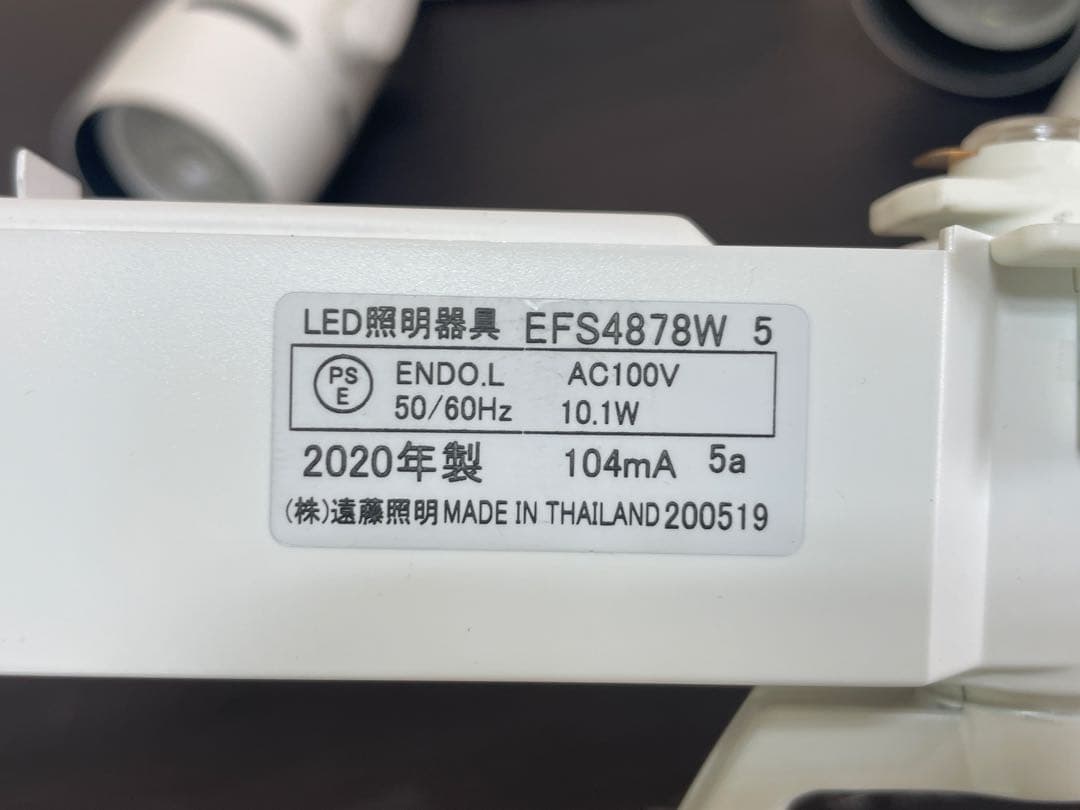 LED照明器具 EFS4878W 5
PS E ENDO.L AC100V
50/60Hz 10.1W
2020年製 104mA 5a
(株)遠藤照明 MADE IN THAILAND 200519